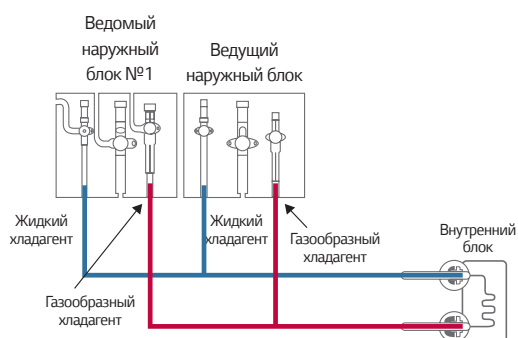 Ведомый
наружный
блок №1
Ведущий
наружный блок
Жидкий
хладагент
Жидкий
хладагент
Газообразный
хладагент
Внутренний
блок
Газообразный
хладагент